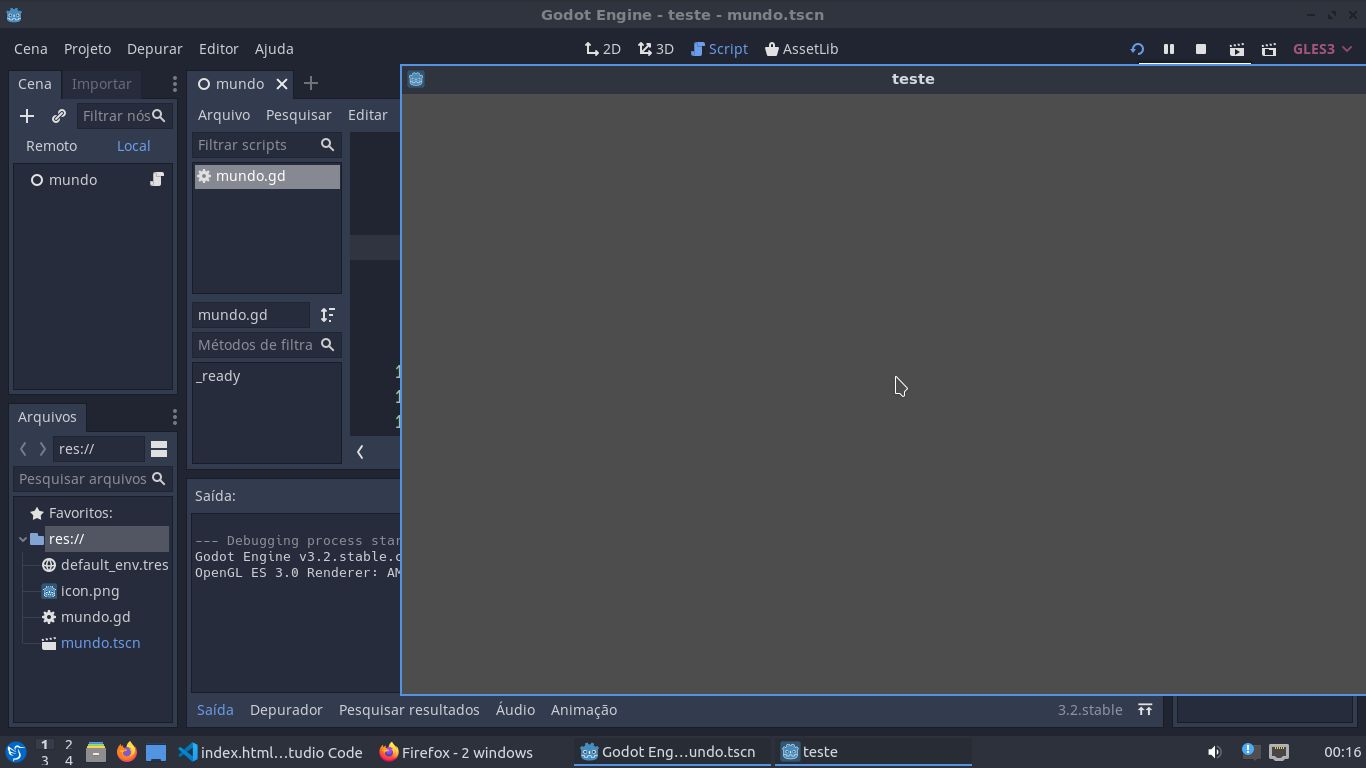 Godot Engine - teste - mundo.tscn
Cena Projeto Depurar Editor Ajuda 2D 3D Script AssetLib GLES3
Cena Importar
mundo
teste
Filtrar nós
Arquivo Pesquisar Editar
Remoto Local
Filtrar scripts
mundo
mundo.gd
mundo.gd
Métodos de filtra
_ready
1
1
1
Arquivos
res://
Pesquisar arquivos
Favoritos:
res://
default_env.tres
icon.png
mundo.gd
mundo.tscn
Saída:
--- Debugging process star
Godot Engine v3.2.stable.o
OpenGL ES 3.0 Renderer: AM
Saída Depurador Pesquisar resultados Áudio Animação 3.2.stable
1 2
3 4
index.html...tudio Code Firefox - 2 windows Godot Eng...undo.tscn teste 00:16